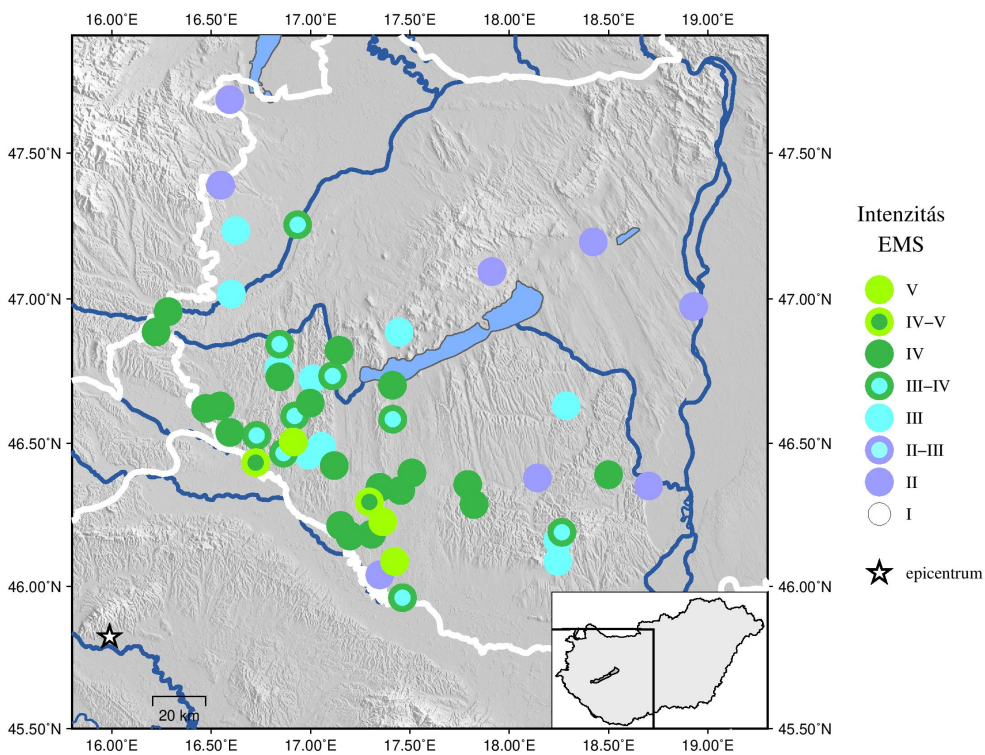 16.00°E 16.50°E 17.00°E 17.50°E 18.00°E 18.50°E 19.00°E
47.50°N 47.50°N
47.00°N 47.00°N
46.50°N 46.50°N
46.00°N 46.00°N
45.50°N 45.50°N
20 km
16.00°E 16.50°E 17.00°E 17.50°E 18.00°E 18.50°E 19.00°E
Intenzitás
EMS
V
IV−V
IV
III−IV
III
II−III
II
I
epicentrum